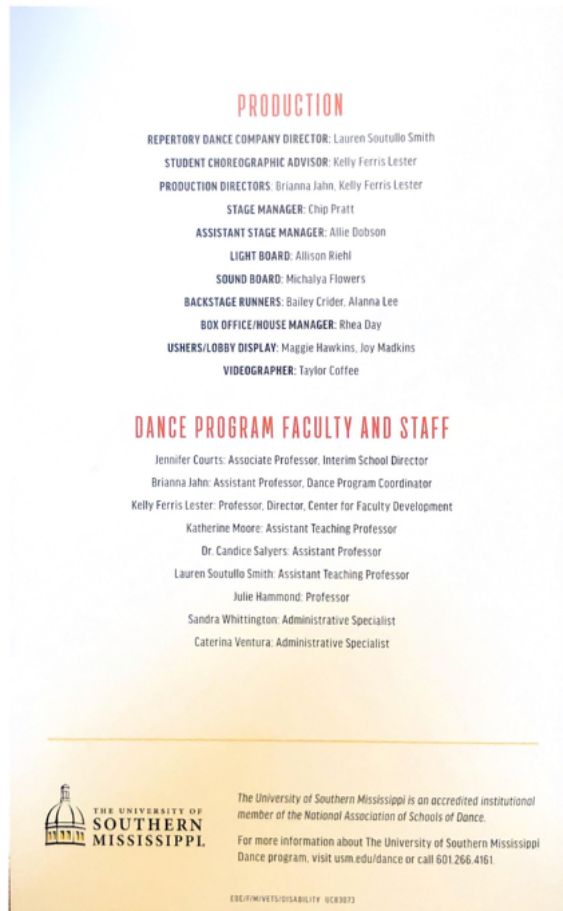 PRODUCTION
REPERTORY DANCE COMPANY DIRECTOR: Lauren Soutullo Smith
STUDENT CHOREOGRAPHIC ADVISOR: Kelly Ferris Lester
PRODUCTION DIRECTORS: Brianna Jahn, Kelly Ferris Lester
STAGE MANAGER: Chip Pratt
ASSISTANT STAGE MANAGER: Allie Dobson
LIGHT BOARD: Allison Riehl
SOUND BOARD: Michalya Flowers
BACKSTAGE RUNNERS: Bailey Crider, Alanna Lee
BOX OFFICE/HOUSE MANAGER: Rhea Day
USHERS/LOBBY DISPLAY: Maggie Hawkins, Joy Madkins
VIDEOGRAPHER: Taylor Coffee
DANCE PROGRAM FACULTY AND STAFF
Jennifer Courts: Associate Professor, Interim School Director
Brianna Jahn: Assistant Professor, Dance Program Coordinator
Kelly Ferris Lester: Professor, Director, Center for Faculty Development
Katherine Moore: Assistant Teaching Professor
Dr. Candice Salyers: Assistant Professor
Lauren Soutullo Smith: Assistant Teaching Professor
Julie Hammond: Professor
Sandra Whittington: Administrative Specialist
Caterina Ventura: Administrative Specialist
THE UNIVERSITY OF
SOUTHERN
MISSISSIPPI.
The University of Southern Mississippi is an accredited institutional
member of the National Association of Schools of Dance.
For more information about The University of Southern Mississippi
Dance program, visit usm.edu/dance or call 601.266.4161.
EOE/F/M/VETS/DISABILITY UC83073